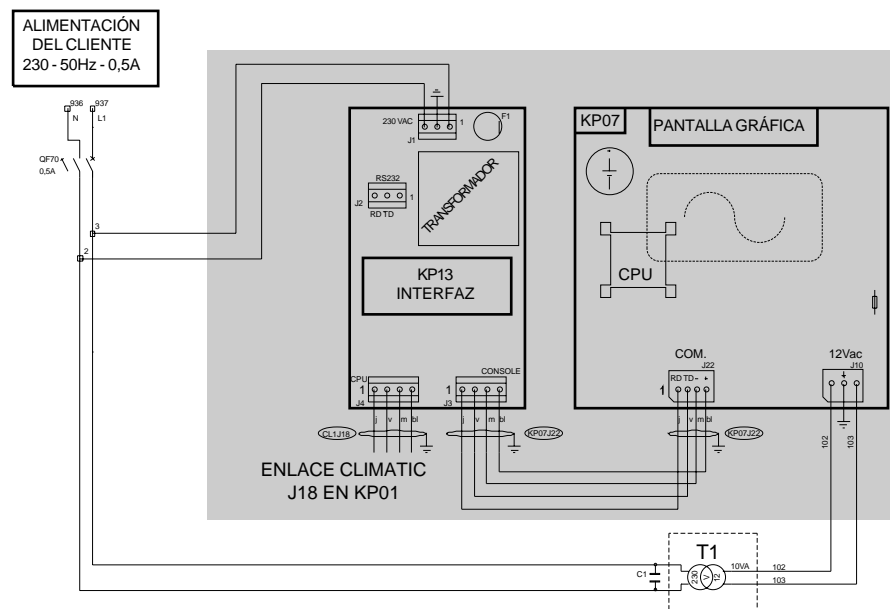 ALIMENTACIÓN
DEL CLIENTE
230 - 50Hz - 0,5A
936
937
N
L1
QF70
0,5A
3
2
230 VAC
1
J1
F1
RS232
J2
1
RD TD
TRANSFORMADOR
KP13
INTERFAZ
CPU
1
J4
CONSOLE
1
J3
j v m bl
j v m bl
CL1J18
KP07J22
ENLACE CLIMATIC
J18 EN KP01
KP07
PANTALLA GRÁFICA
CPU
COM.
J22
RD TD - +
1
j v m bl
KP07J22
12Vac
J10
102
103
T1
C1
230
V
12
10VA
102
103